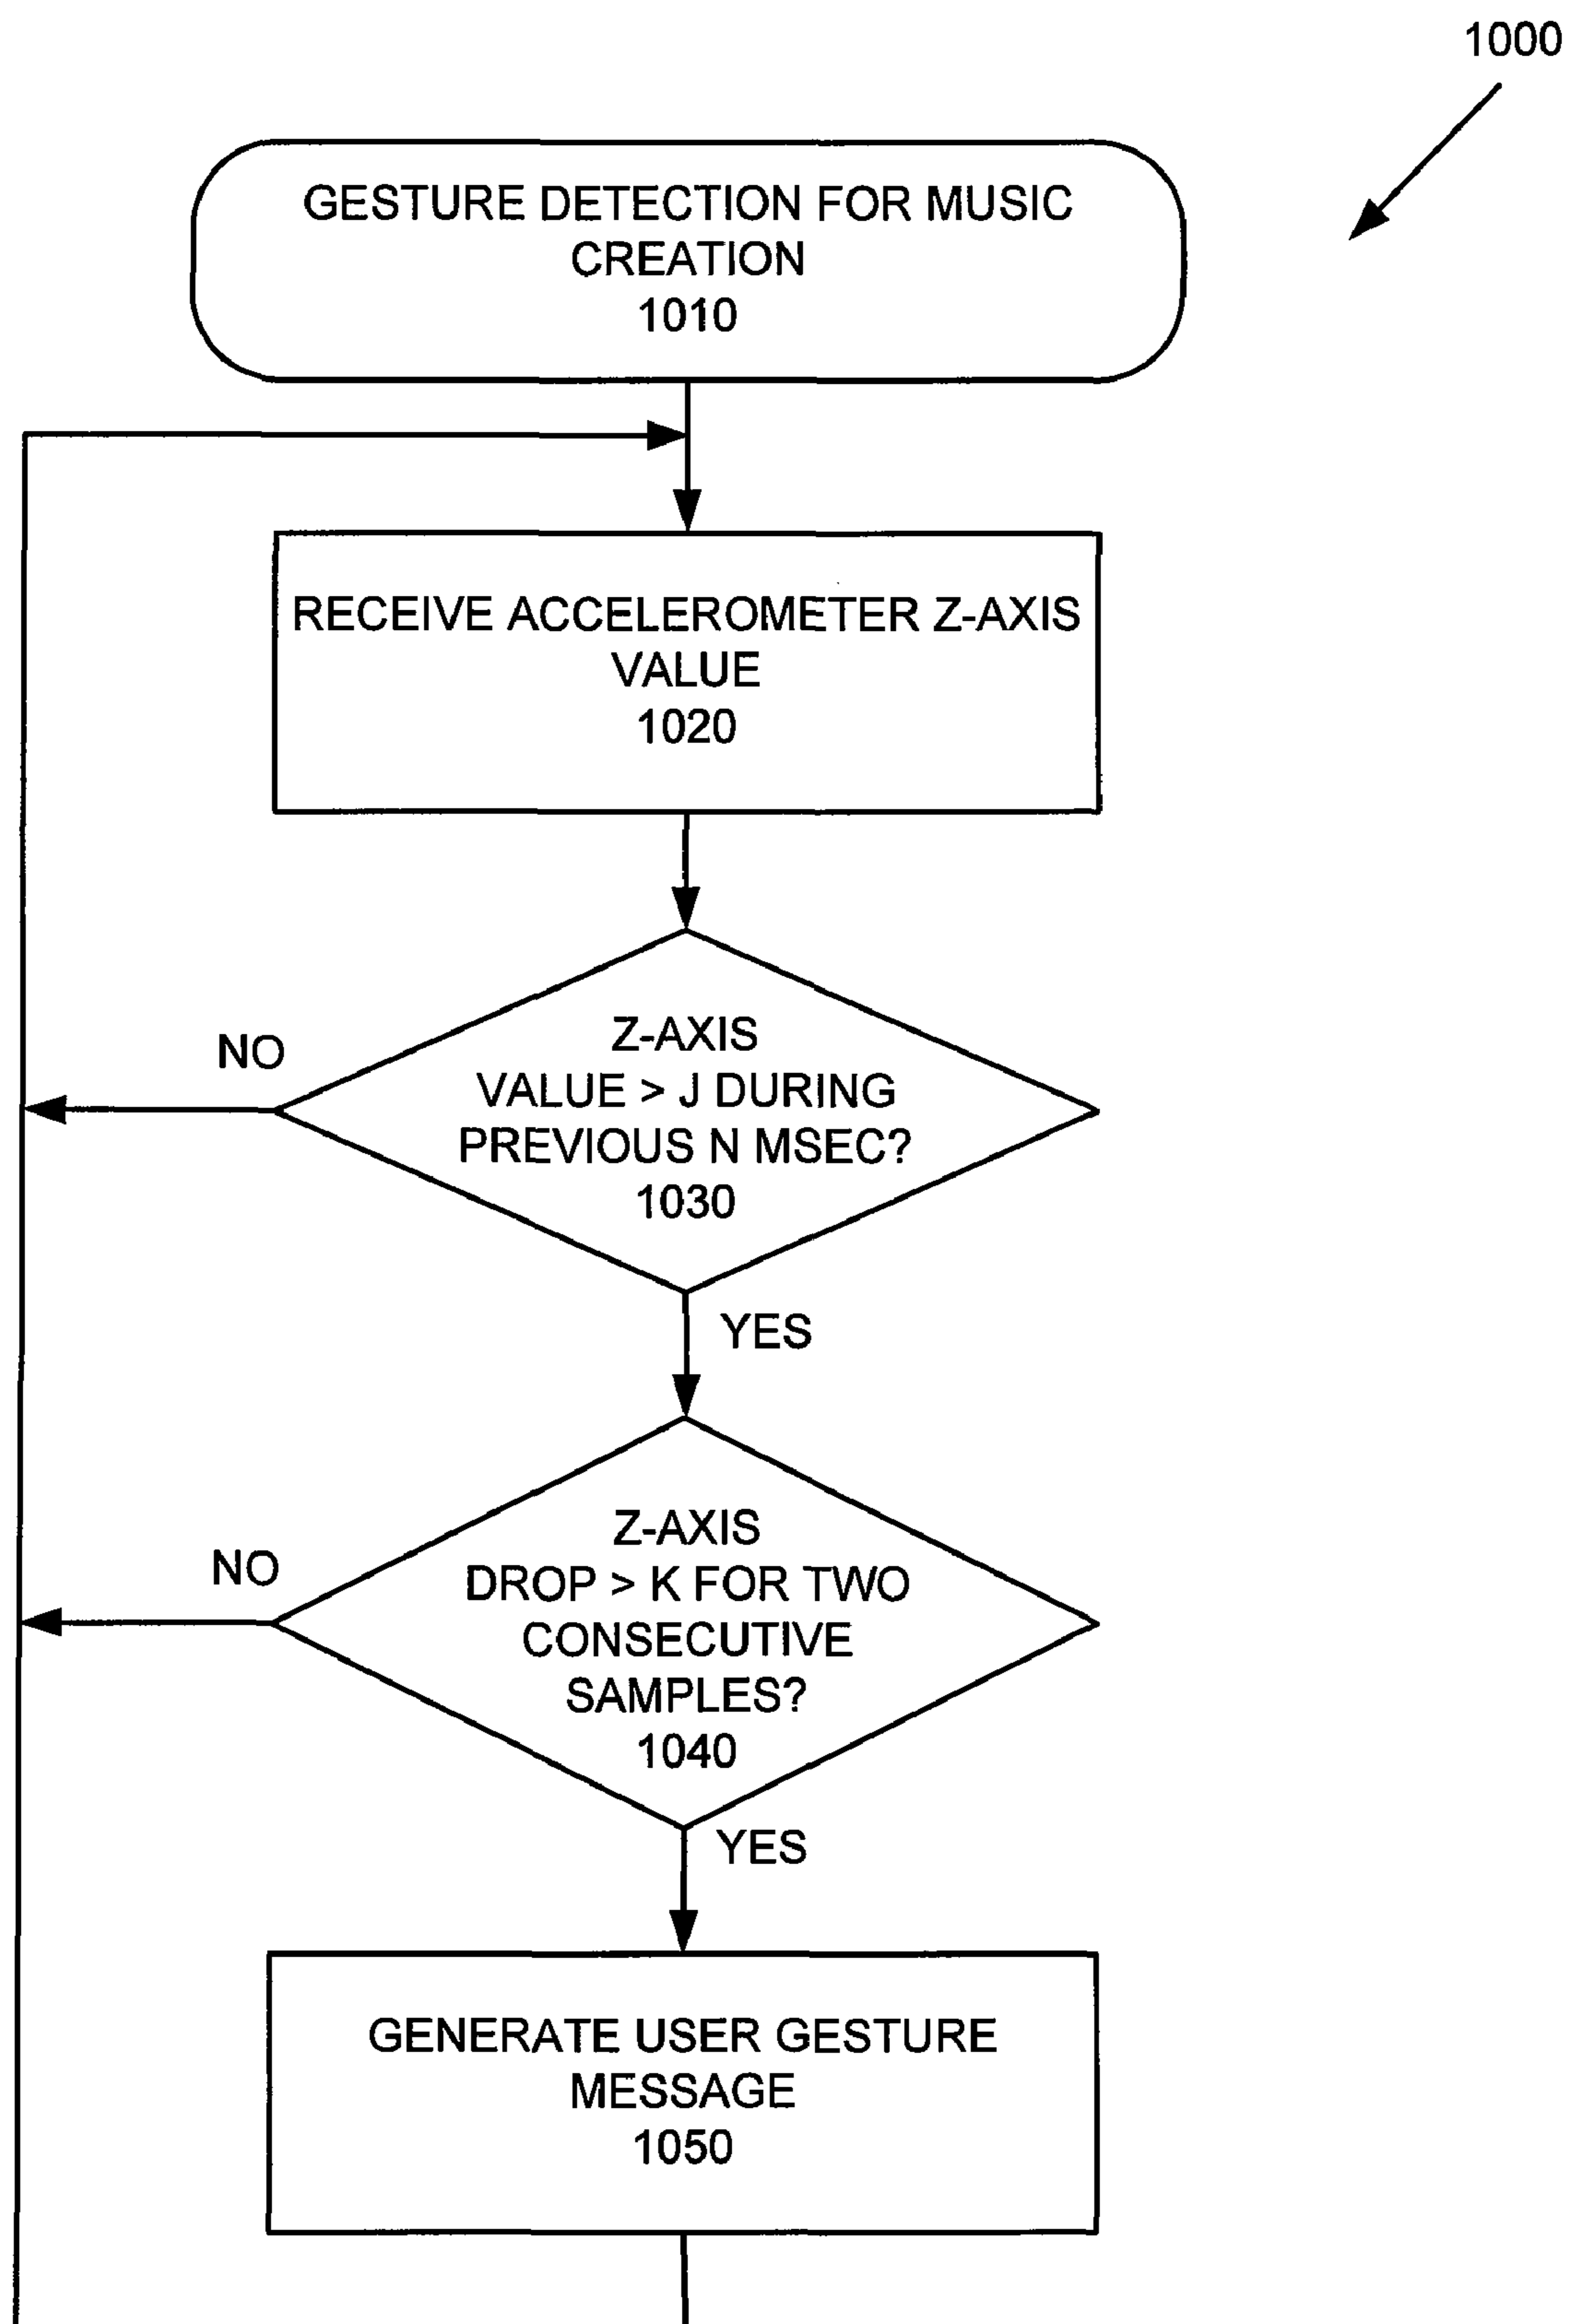 1000
GESTURE DETECTION FOR MUSIC
CREATION
1010
RECEIVE ACCELEROMETER Z-AXIS
VALUE
1020
Z-AXIS
VALUE > J DURING
PREVIOUS N MSEC?
1030
NO
YES
Z-AXIS
DROP > K FOR TWO
CONSECUTIVE
SAMPLES?
1040
NO
YES
GENERATE USER GESTURE
MESSAGE
1050